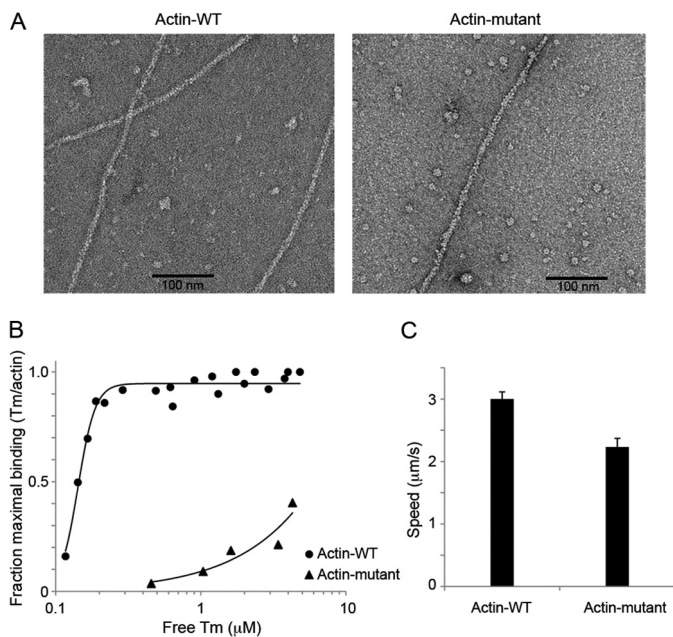 A
Actin-WT
Actin-mutant
100 nm
100 nm
B
Fraction maximal binding (Tm/actin)
1.0
0.5
0
0.1
1
10
Free Tm (μM)
Actin-WT
Actin-mutant
C
Speed (μm/s)
3
2
1
0
Actin-WT
Actin-mutant